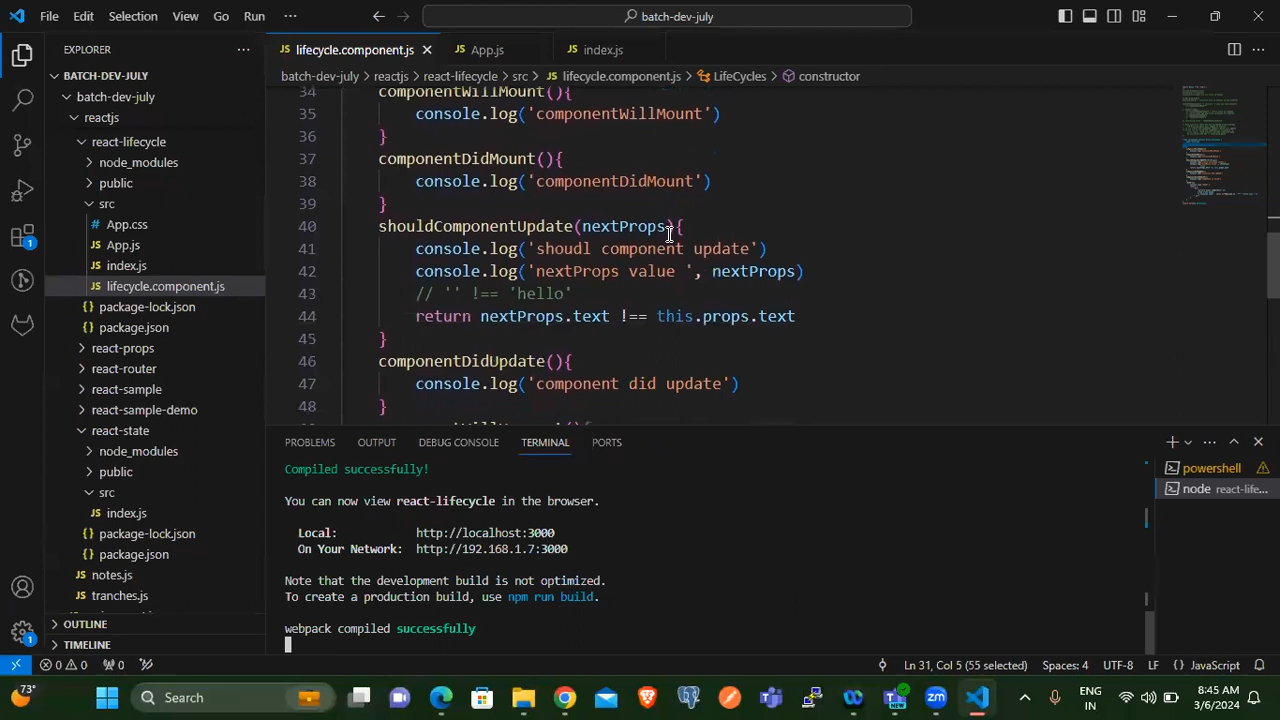 File Edit Selection View Go Run ··· batch-dev-july
EXPLORER ··· lifecycle.component.js App.js index.js
batch-dev-july > reactjs > react-lifecycle > src > lifecycle.component.js > LifeCycles > constructor
BATCH-DEV-JULY
batch-dev-july
reactjs
react-lifecycle
node_modules
public
src
App.css
App.js
index.js
lifecycle.component.js
package-lock.json
package.json
react-props
react-router
react-sample
react-sample-demo
react-state
node_modules
public
src
index.js
package-lock.json
package.json
notes.js
tranches.js
OUTLINE
TIMELINE
34 componentWillMount(){
35 console.log('componentWillMount')
36 }
37 componentDidMount(){
38 console.log('componentDidMount')
39 }
40 shouldComponentUpdate(nextProps){
41 console.log('shoudl component update')
42 console.log('nextProps value ', nextProps)
43 // '' !== 'hello'
44 return nextProps.text !== this.props.text
45 }
46 componentDidUpdate(){
47 console.log('component did update')
48 }
PROBLEMS OUTPUT DEBUG CONSOLE TERMINAL PORTS
Compiled successfully!
You can now view react-lifecycle in the browser.
Local: http://localhost:3000
On Your Network: http://192.168.1.7:3000
Note that the development build is not optimized.
To create a production build, use npm run build.
webpack compiled successfully
powershell
node react-life...
0 0 0 Ln 31, Col 5 (55 selected) Spaces: 4 UTF-8 LF JavaScript
73° Search ENG IN 8:45 AM 3/6/2024